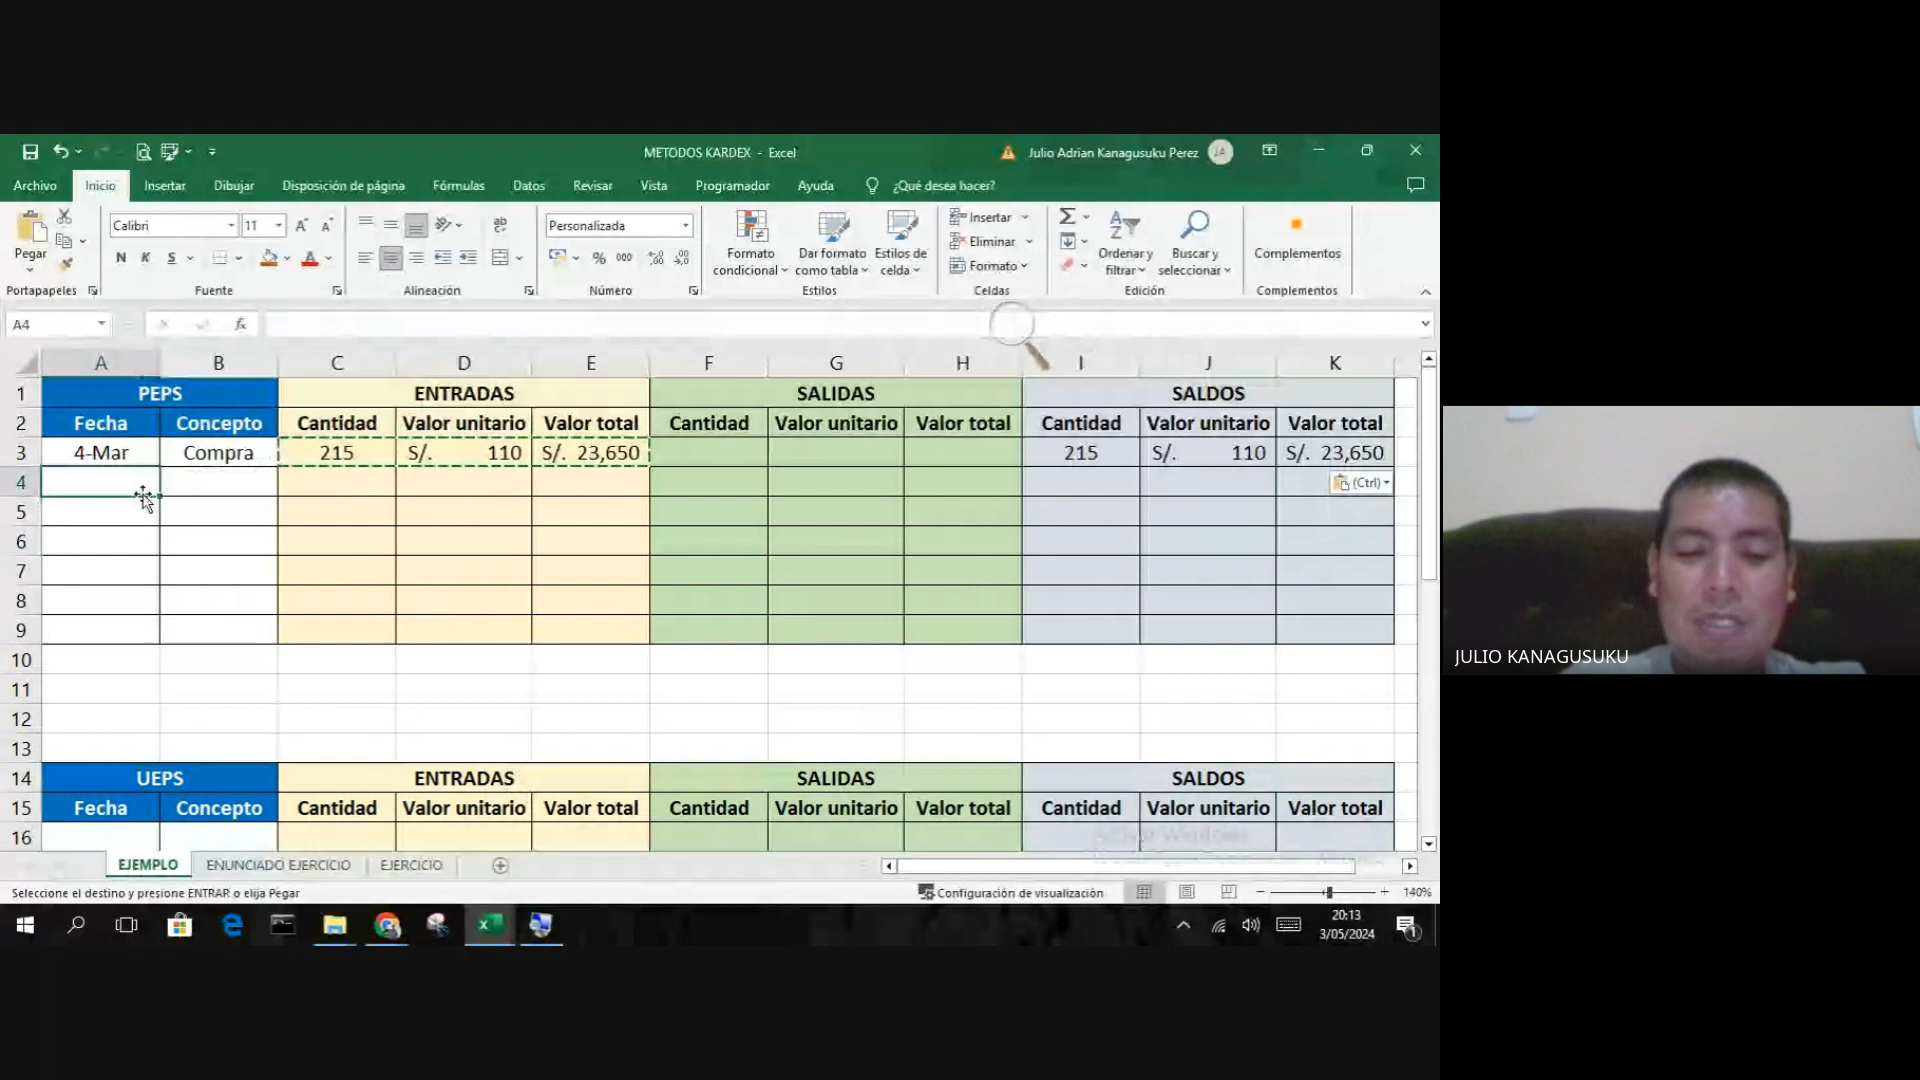 METODOS KARDEX - Excel
Julio Adrian Kanagusuku Perez
JA
Archivo Inicio Insertar Dibujar Disposición de página Fórmulas Datos Revisar Vista Programador Ayuda ¿Qué desea hacer?
Calibri 11 Personalizada Insertar
Pegar N K S % 000 Formato condicional Dar formato como tabla Estilos de celda Eliminar Formato Ordenar y filtrar Buscar y seleccionar Complementos
Portapapeles Fuente Alineación Número Estilos Celdas Edición Complementos
A4 fx
A B C D E F G H I J K
1 PEPS ENTRADAS SALIDAS SALDOS
2 Fecha Concepto Cantidad Valor unitario Valor total Cantidad Valor unitario Valor total Cantidad Valor unitario Valor total
3 4-Mar Compra 215 S/. 110 S/. 23,650 215 S/. 110 S/. 23,650
4 (Ctrl)
5
6
7
8
9
10
11
12
13
14 UEPS ENTRADAS SALIDAS SALDOS
15 Fecha Concepto Cantidad Valor unitario Valor total Cantidad Valor unitario Valor total Cantidad Valor unitario Valor total
16
EJEMPLO ENUNCIADO EJERCICIO EJERCICIO
Seleccione el destino y presione ENTRAR o elija Pegar Configuración de visualización 140%
20:13
3/05/2024
1
JULIO KANAGUSUKU